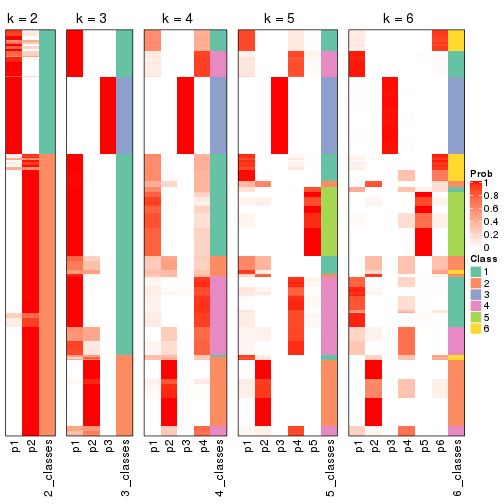 k = 2
k = 3
k = 4
k = 5
k = 6
Prob
1
0.8
0.6
0.4
0.2
0
Class
1
2
3
4
5
6
p1
p2
2_classes
p1
p2
p3
3_classes
p1
p2
p3
p4
4_classes
p1
p2
p3
p4
p5
5_classes
p1
p2
p3
p4
p5
p6
6_classes